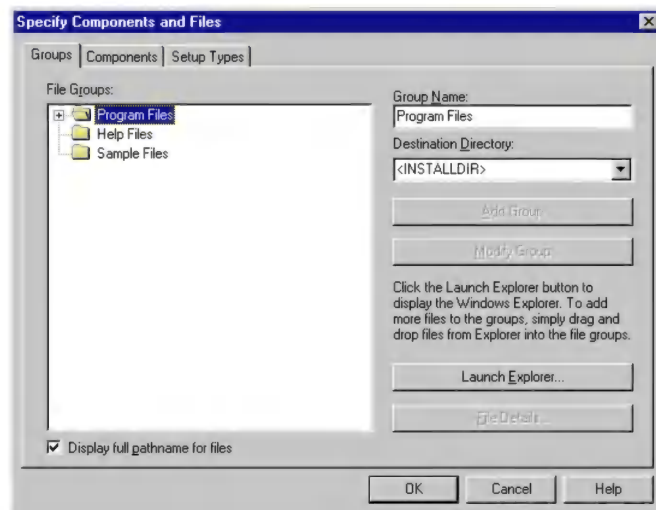 Specify Components and Files
Groups
Components
Setup Types
File Groups:
Program Files
Help Files
Sample Files
Display full pathname for files
Group Name:
Program Files
Destination Directory:
<INSTALLDIR>
Add Group
Modify Group
Click the Launch Explorer button to
display the Windows Explorer. To add
more files to the groups, simply drag and
drop files from Explorer into the file groups.
Launch Explorer...
File Details...
OK
Cancel
Help